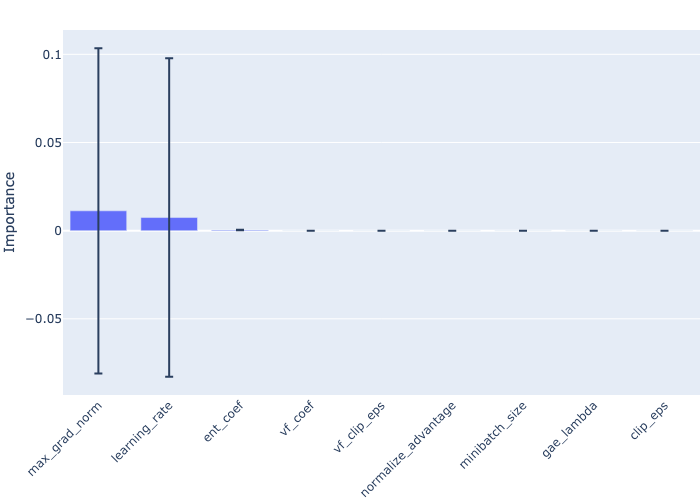 Importance
0.1
0.05
0
−0.05
max_grad_norm
learning_rate
ent_coef
vf_coef
vf_clip_eps
normalize_advantage
minibatch_size
gae_lambda
clip_eps